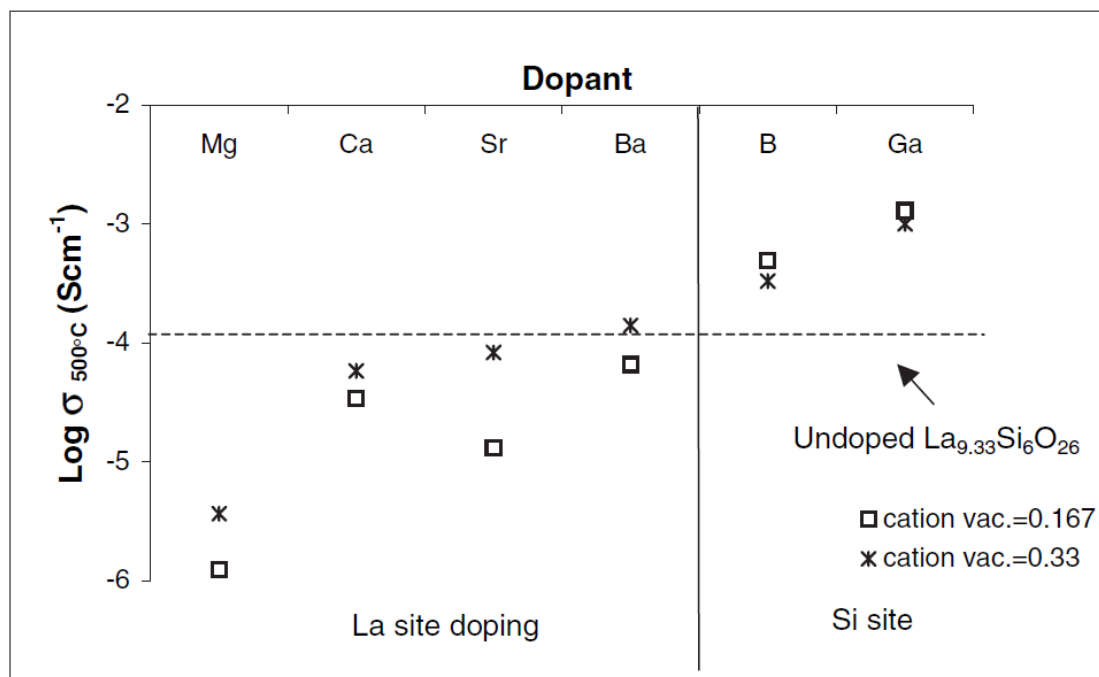 Dopant
-2
Mg Ca Sr Ba B Ga
-3
-4
-5
-6
Log σ 500°C (Scm⁻¹)
Undoped La₉.₃₃Si₆O₂₆
cation vac.=0.167
cation vac.=0.33
La site doping
Si site